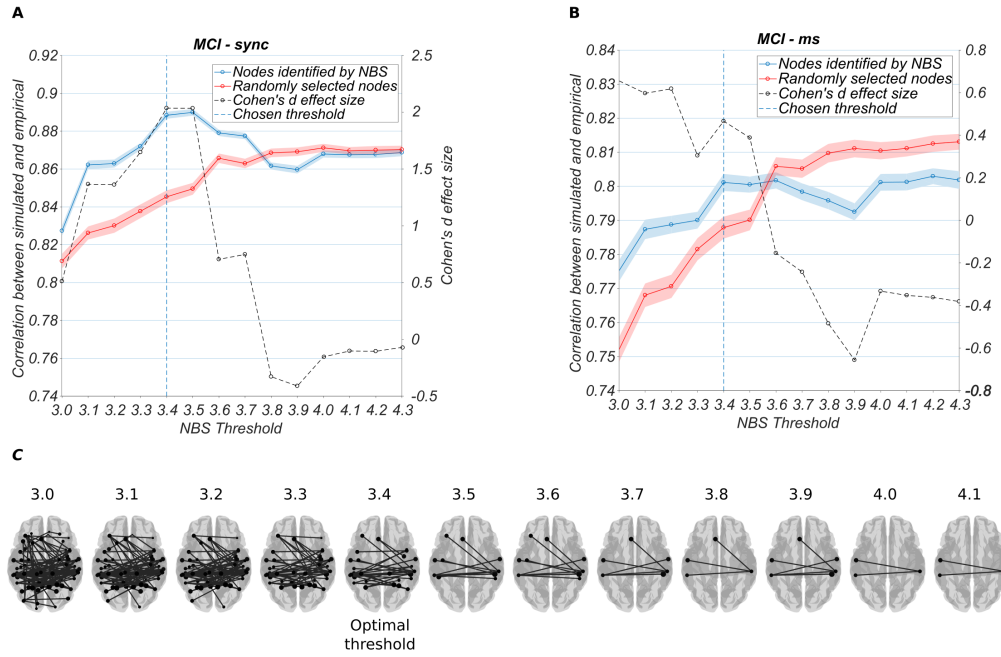 A
MCI - sync
Correlation between simulated and empirical
0.92
0.9
0.88
0.86
0.84
0.82
0.8
0.78
0.76
0.74
2.5
2
1.5
1
0.5
0
-0.5
Cohen's d effect size
Nodes identified by NBS
Randomly selected nodes
Cohen's d effect size
Chosen threshold
3.0 3.1 3.2 3.3 3.4 3.5 3.6 3.7 3.8 3.9 4.0 4.1 4.2 4.3
NBS Threshold
B
MCI - ms
Correlation between simulated and empirical
0.84
0.83
0.82
0.81
0.8
0.79
0.78
0.77
0.76
0.75
0.74
0.8
0.6
0.4
0.2
0
-0.2
-0.4
-0.6
-0.8
Nodes identified by NBS
Randomly selected nodes
Cohen's d effect size
Chosen threshold
3.0 3.1 3.2 3.3 3.4 3.5 3.6 3.7 3.8 3.9 4.0 4.1 4.2 4.3
NBS Threshold
C
3.0 3.1 3.2 3.3 3.4 3.5 3.6 3.7 3.8 3.9 4.0 4.1
Optimal
threshold